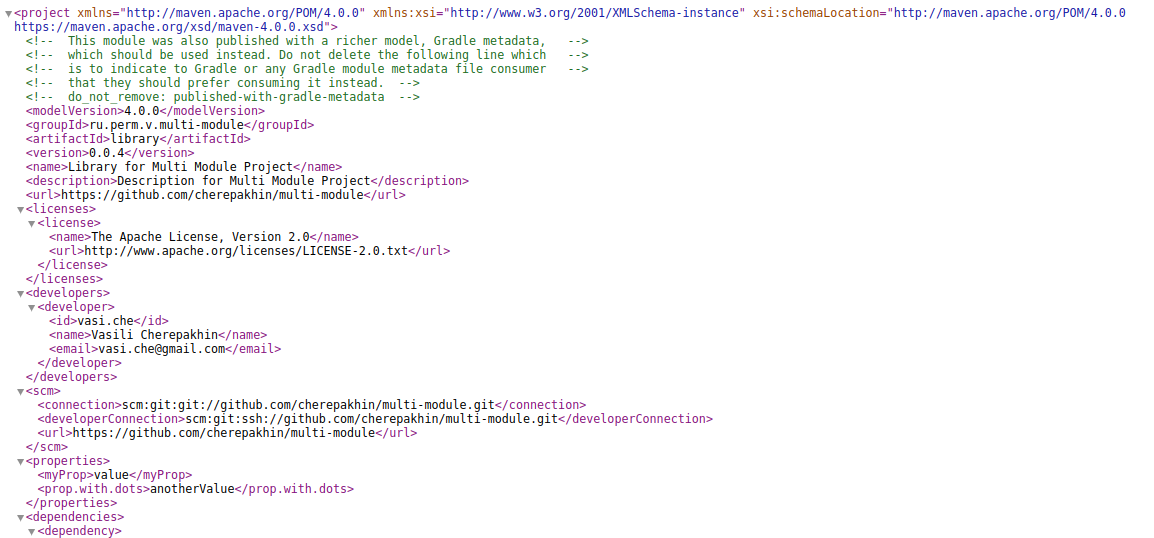 <project xmlns="http://maven.apache.org/POM/4.0.0" xmlns:xsi="http://www.w3.org/2001/XMLSchema-instance" xsi:schemaLocation="http://maven.apache.org/POM/4.0.0
https://maven.apache.org/xsd/maven-4.0.0.xsd">
<!-- This module was also published with a richer model, Gradle metadata, -->
<!-- which should be used instead. Do not delete the following line which -->
<!-- is to indicate to Gradle or any Gradle module metadata file consumer -->
<!-- that they should prefer consuming it instead. -->
<!-- do_not_remove: published-with-gradle-metadata -->
<modelVersion>4.0.0</modelVersion>
<groupId>ru.perm.v.multi-module</groupId>
<artifactId>library</artifactId>
<version>0.0.4</version>
<name>Library for Multi Module Project</name>
<description>Description for Multi Module Project</description>
<url>https://github.com/cherepakhin/multi-module</url>
<licenses>
<license>
<name>The Apache License, Version 2.0</name>
<url>http://www.apache.org/licenses/LICENSE-2.0.txt</url>
</license>
</licenses>
<developers>
<developer>
<id>vasi.che</id>
<name>Vasili Cherepakhin</name>
<email>vasi.che@gmail.com</email>
</developer>
</developers>
<scm>
<connection>scm:git:git://github.com/cherepakhin/multi-module.git</connection>
<developerConnection>scm:git:ssh://github.com/cherepakhin/multi-module.git</developerConnection>
<url>https://github.com/cherepakhin/multi-module</url>
</scm>
<properties>
<myProp>value</myProp>
<prop.with.dots>anotherValue</prop.with.dots>
</properties>
<dependencies>
<dependency>